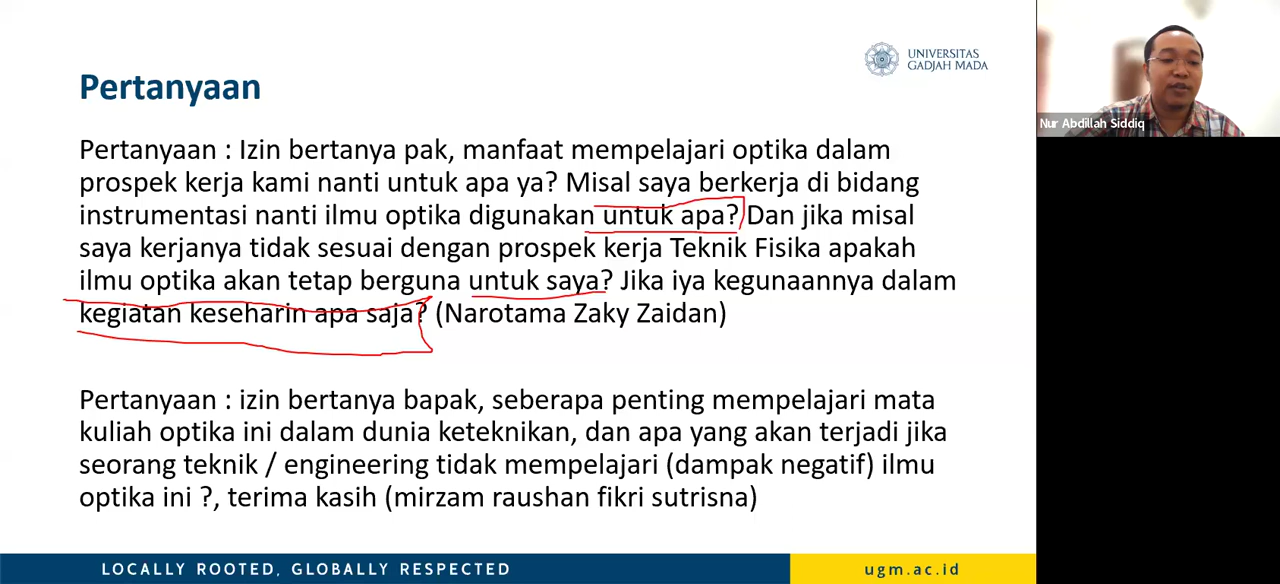 UNIVERSITAS
GADJAH MADA
Pertanyaan
Pertanyaan : Izin bertanya pak, manfaat mempelajari optika dalam
prospek kerja kami nanti untuk apa ya? Misal saya berkerja di bidang
instrumentasi nanti ilmu optika digunakan untuk apa? Dan jika misal
saya kerjanya tidak sesuai dengan prospek kerja Teknik Fisika apakah
ilmu optika akan tetap berguna untuk saya? Jika iya kegunaannya dalam
kegiatan keseharin apa saja? (Narotama Zaky Zaidan)
Pertanyaan : izin bertanya bapak, seberapa penting mempelajari mata
kuliah optika ini dalam dunia keteknikan, dan apa yang akan terjadi jika
seorang teknik / engineering tidak mempelajari (dampak negatif) ilmu
optika ini ?, terima kasih (mirzam raushan fikri sutrisna)
LOCALLY ROOTED, GLOBALLY RESPECTED
ugm.ac.id
Nur Abdillah Siddiq